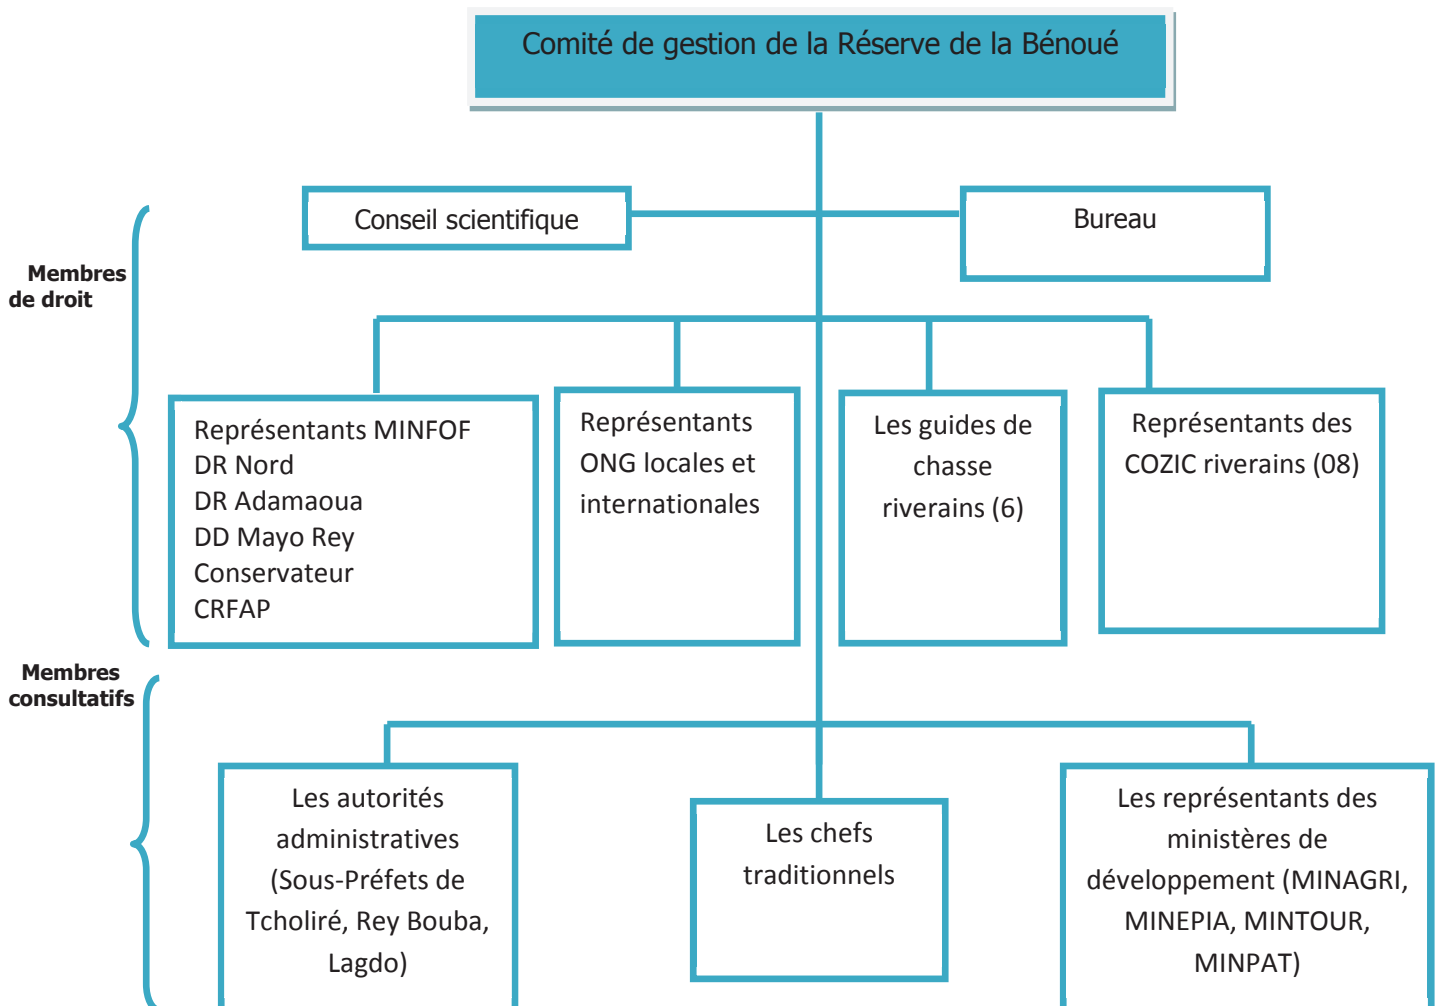 Comité de gestion de la Réserve de la Bénoué
Conseil scientifique
Bureau
Membres
de droit
Représentants MINFOF
DR Nord
DR Adamaoua
DD Mayo Rey
Conservateur
CRFAP
Représentants
ONG locales et
internationales
Les guides de
chasse
riverains (6)
Représentants des
COZIC riverains (08)
Membres
consultatifs
Les autorités
administratives
(Sous-Préfets de
Tcholiré, Rey Bouba,
Lagdo)
Les chefs
traditionnels
Les représentants des
ministères de
développement (MINAGRI,
MINEPIA, MINTOUR,
MINPAT)